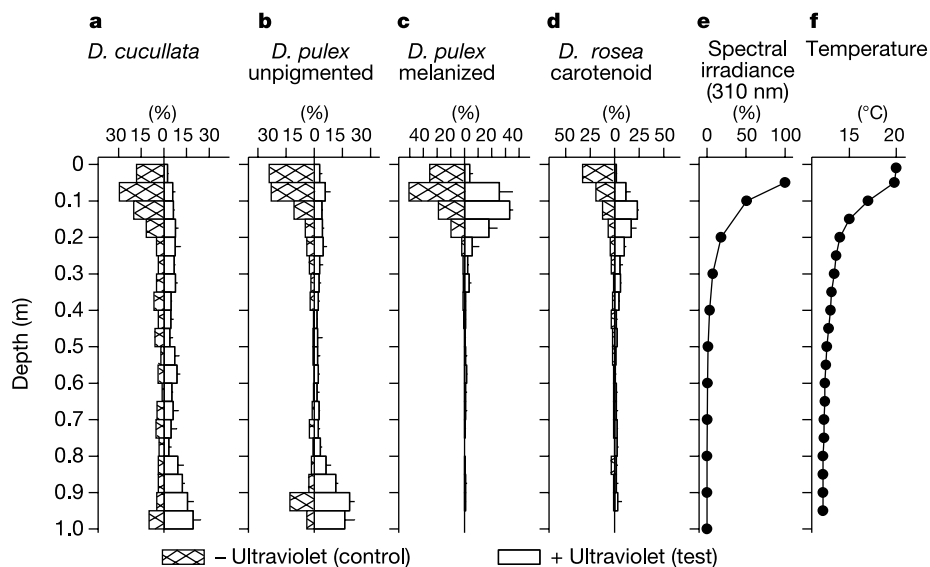 a b c d e f
D. cucullata D. pulex D. pulex D. rosea Spectral Temperature
unpigmented melanized carotenoid irradiance
(310 nm)
(%) (%) (%) (%) (%) (°C)
30 15 0 15 30 30 15 0 15 30 40 20 0 20 40 50 25 0 25 50 0 50 100 15 20
0
0.1
0.2
0.3
0.4
0.5
0.6
0.7
0.8
0.9
1.0
Depth (m)
– Ultraviolet (control) + Ultraviolet (test)